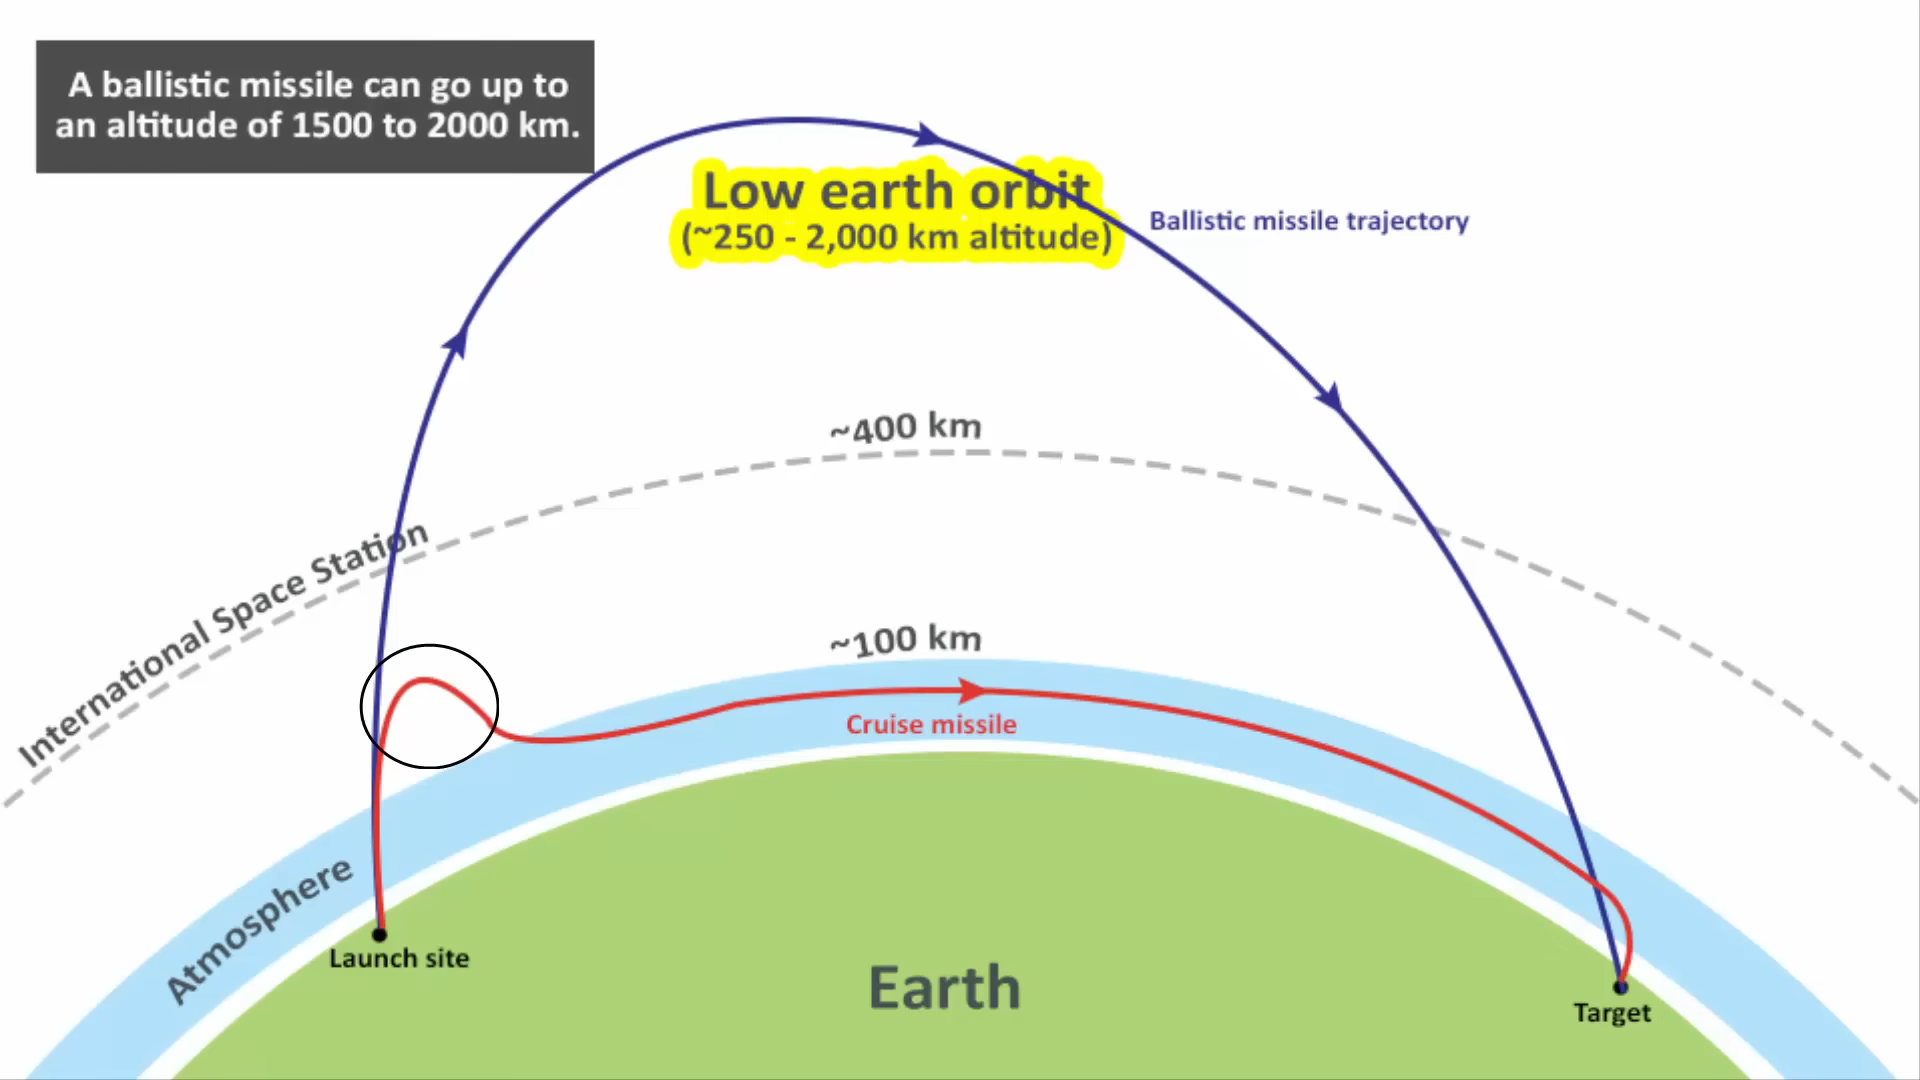 A ballistic missile can go up to
an altitude of 1500 to 2000 km.
Low earth orbit
(~250 - 2,000 km altitude)
Ballistic missile trajectory
~400 km
International Space Station
~100 km
Cruise missile
Atmosphere
Launch site
Earth
Target